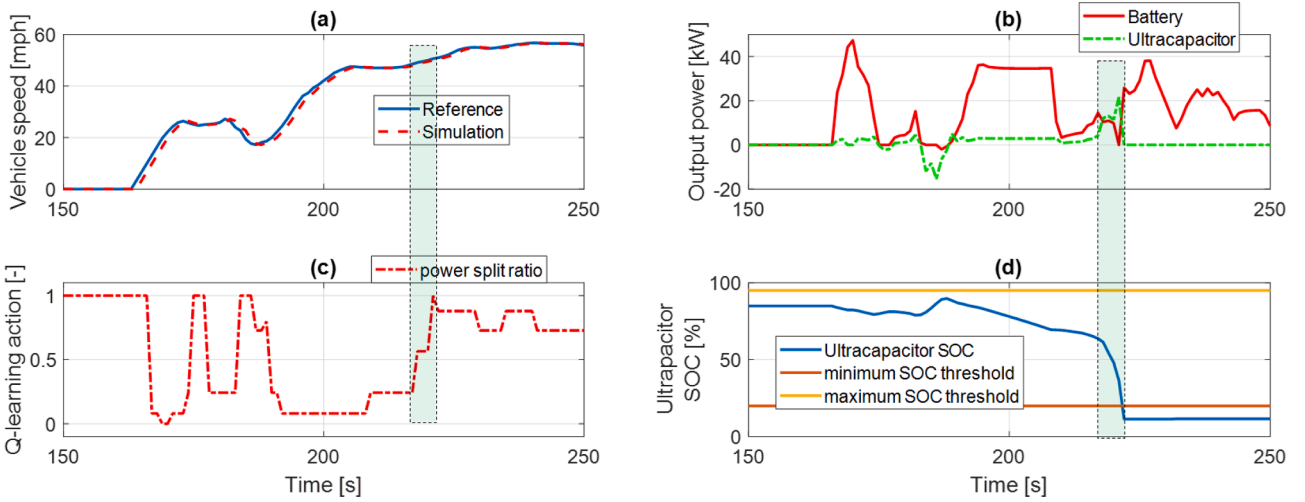 (a)
Vehicle speed [mph]
60
40
20
0
Reference
Simulation
150
200
250
(b)
Output power [kW]
40
20
0
-20
Battery
Ultracapacitor
150
200
250
(c)
Q-learning action [-]
1
0.5
0
power split ratio
150
200
250
Time [s]
(d)
Ultrapacitor
SOC [%]
100
50
0
Ultracapacitor SOC
minimum SOC threshold
maximum SOC threshold
150
200
250
Time [s]